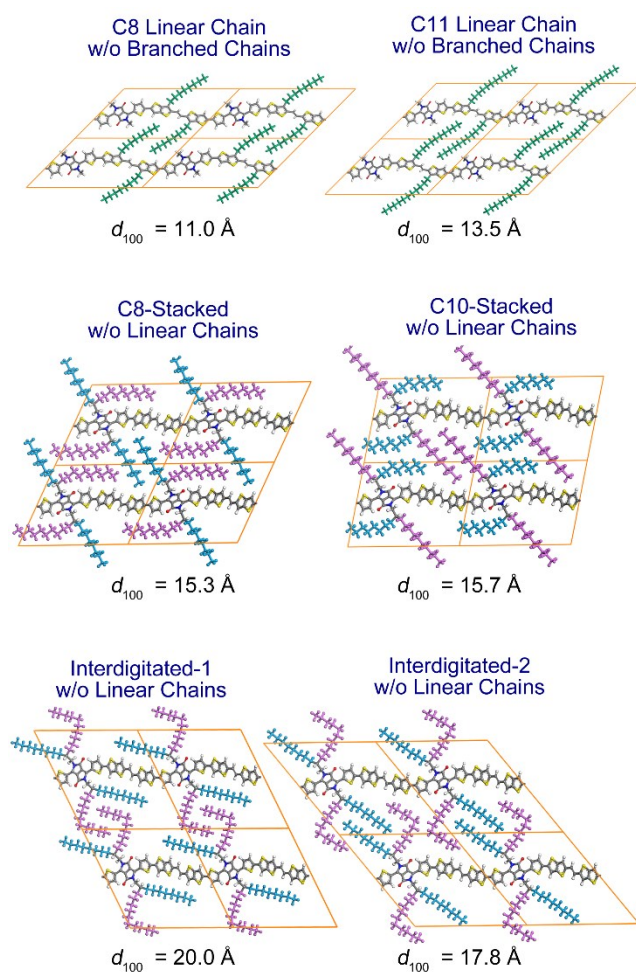 C8 Linear Chain
w/o Branched Chains
C11 Linear Chain
w/o Branched Chains
d100 = 11.0 Å
d100 = 13.5 Å
C8-Stacked
w/o Linear Chains
C10-Stacked
w/o Linear Chains
d100 = 15.3 Å
d100 = 15.7 Å
Interdigitated-1
w/o Linear Chains
Interdigitated-2
w/o Linear Chains
d100 = 20.0 Å
d100 = 17.8 Å